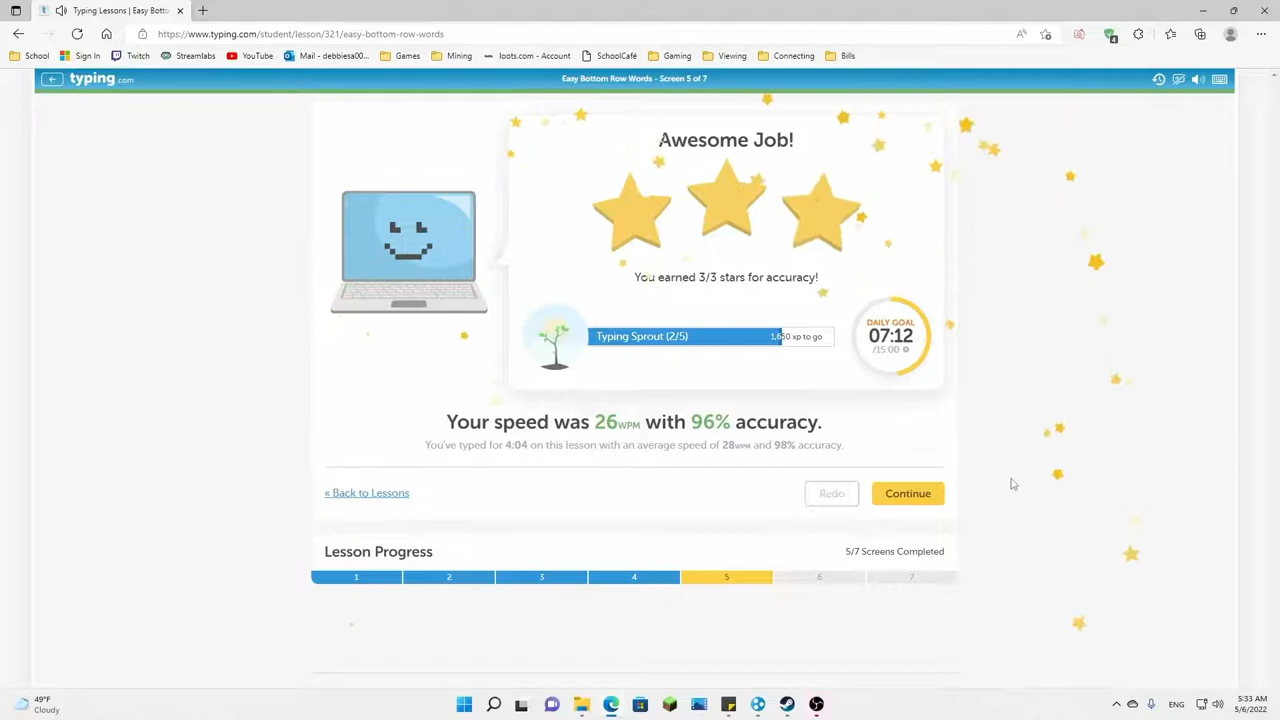 Typing Lessons | Easy Botto
https://www.typing.com/student/lesson/321/easy-bottom-row-words
School
Sign In
Twitch
Streamlabs
YouTube
Mail - debbiesa00...
Games
Mining
loots.com - Account
SchoolCafé
Gaming
Viewing
Connecting
Bills
typing.com
Easy Bottom Row Words - Screen 5 of 7
Awesome Job!
You earned 3/3 stars for accuracy!
Typing Sprout (2/5)
1,650 xp to go
DAILY GOAL
07:12
/15:00
Your speed was 26WPM with 96% accuracy.
You've typed for 4:04 on this lesson with an average speed of 28WPM and 98% accuracy.
« Back to Lessons
Redo
Continue
Lesson Progress
5/7 Screens Completed
1
2
3
4
5
6
7
49°F
Cloudy
ENG
5:33 AM
5/6/2022